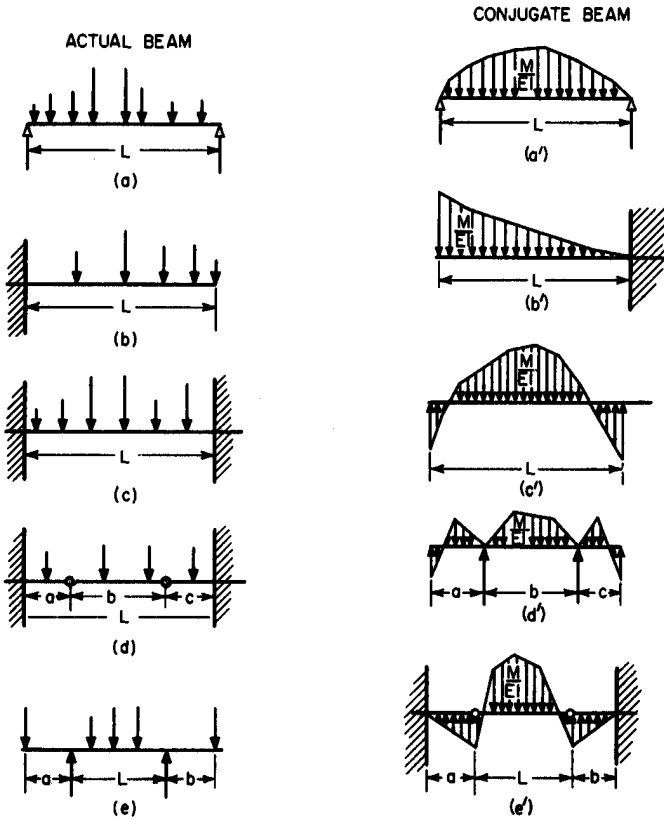 ACTUAL BEAM
CONJUGATE BEAM
L
(a)
M
EI
L
(a')
L
(b)
M
EI
L
(b')
L
(c)
M
EI
L
(c')
a b c
L
(d)
M
EI
a b c
(d')
a L b
(e)
M
EI
a L b
(e')